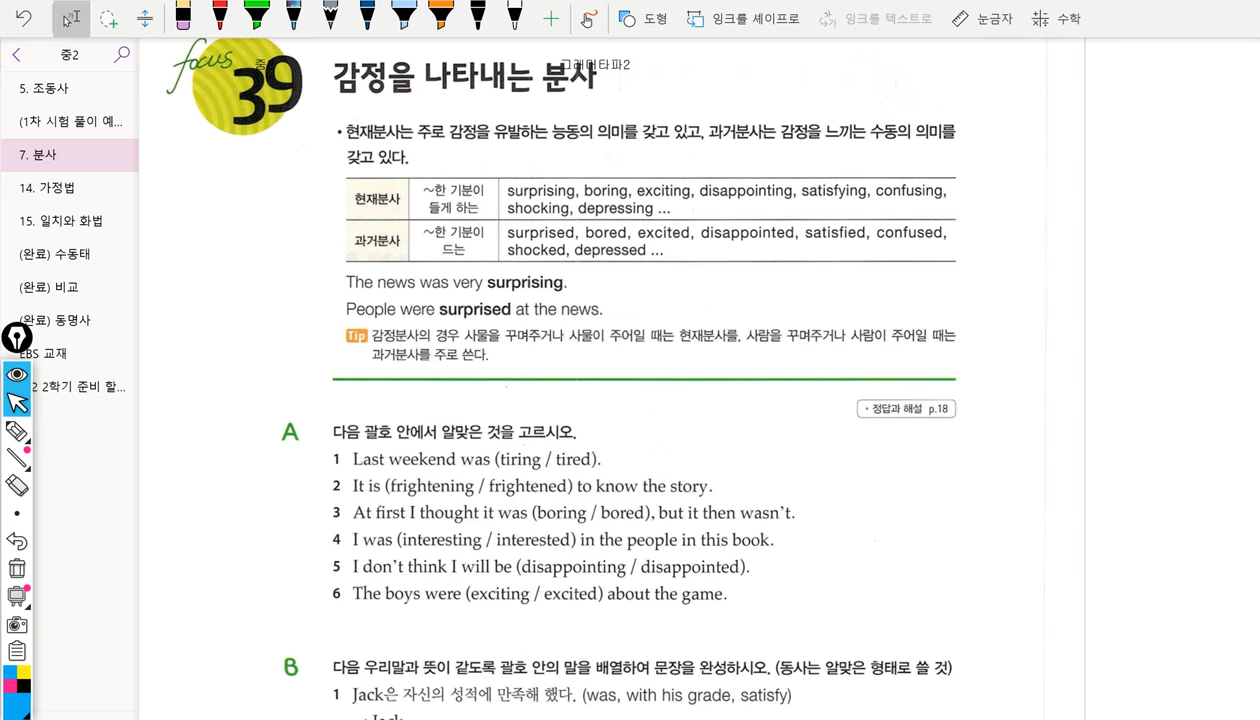 도형
잉크를 셰이프로
잉크를 텍스트로
눈금자
수학
중2
5. 조동사
(1차 시험 풀이 예...
7. 분사
14. 가정법
15. 일치와 화법
(완료) 수동태
(완료) 비교
(완료) 동명사
EBS 교재
2 2학기 준비 할...
focus
39
중
그래머타파2
감정을 나타내는 분사
• 현재분사는 주로 감정을 유발하는 능동의 의미를 갖고 있고, 과거분사는 감정을 느끼는 수동의 의미를
갖고 있다.
현재분사
~한 기분이
들게 하는
surprising, boring, exciting, disappointing, satisfying, confusing,
shocking, depressing ...
과거분사
~한 기분이
드는
surprised, bored, excited, disappointed, satisfied, confused,
shocked, depressed ...
The news was very surprising.
People were surprised at the news.
Tip 감정분사의 경우 사물을 꾸며주거나 사물이 주어일 때는 현재분사를, 사람을 꾸며주거나 사람이 주어일 때는
과거분사를 주로 쓴다.
• 정답과 해설 p.18
A 다음 괄호 안에서 알맞은 것을 고르시오.
1 Last weekend was (tiring / tired).
2 It is (frightening / frightened) to know the story.
3 At first I thought it was (boring / bored), but it then wasn't.
4 I was (interesting / interested) in the people in this book.
5 I don't think I will be (disappointing / disappointed).
6 The boys were (exciting / excited) about the game.
B 다음 우리말과 뜻이 같도록 괄호 안의 말을 배열하여 문장을 완성하시오. (동사는 알맞은 형태로 쓸 것)
1 Jack은 자신의 성적에 만족해 했다. (was, with his grade, satisfy)
Jack